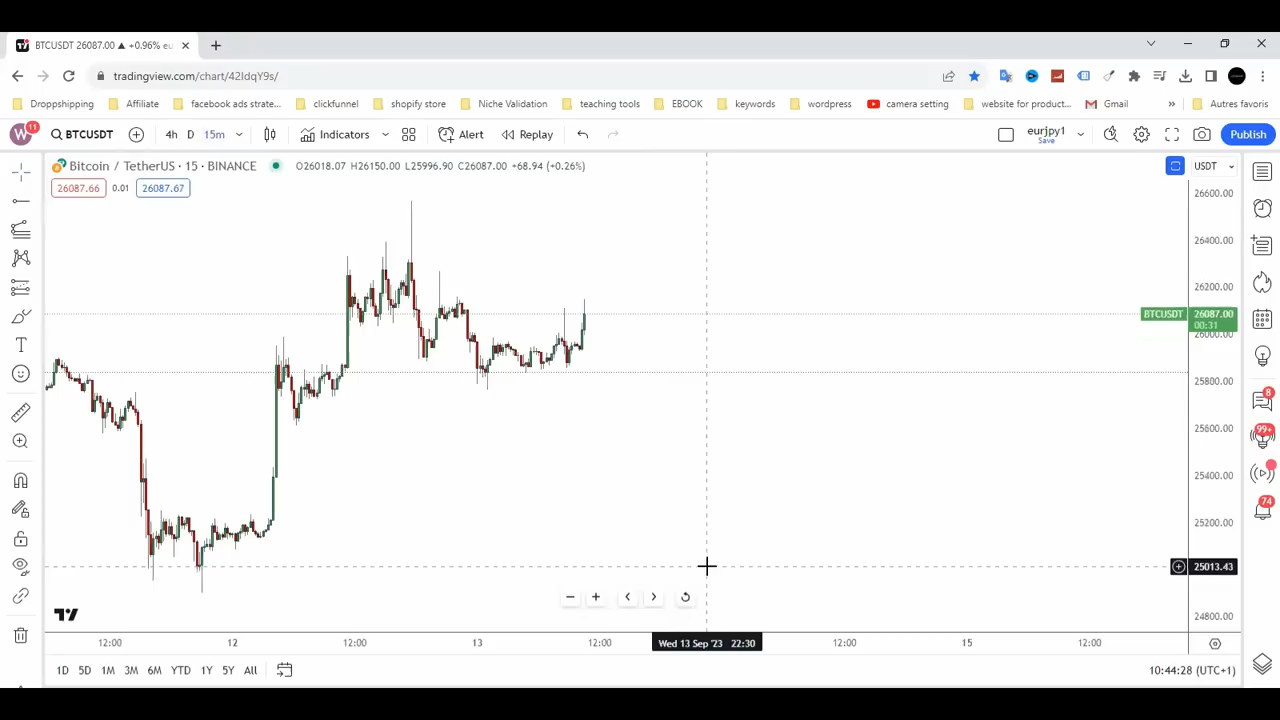 BTCUSDT 26087.00 ▲ +0.96% eu
tradingview.com/chart/42IdqY9s/
Droppshipping
Affiliate
facebook ads strate...
clickfunnel
shopify store
Niche Validation
teaching tools
EBOOK
keywords
wordpress
camera setting
website for product...
Gmail
»
Autres favoris
W 11
BTCUSDT
4h D 15m
Indicators
Alert
Replay
eurjpy1
Save
Publish
Bitcoin / TetherUS · 15 · BINANCE
O26018.07 H26150.00 L25996.90 C26087.00 +68.94 (+0.26%)
USDT
26087.66 0.01 26087.67
26600.00
26400.00
26200.00
BTCUSDT 26087.00
00:31
26000.00
25800.00
25600.00
25400.00
25200.00
25013.43
24800.00
8
99+
74
12:00 12 12:00 13 12:00 Wed 13 Sep '23 22:30 12:00 15 12:00
1D 5D 1M 3M 6M YTD 1Y 5Y All
10:44:28 (UTC+1)